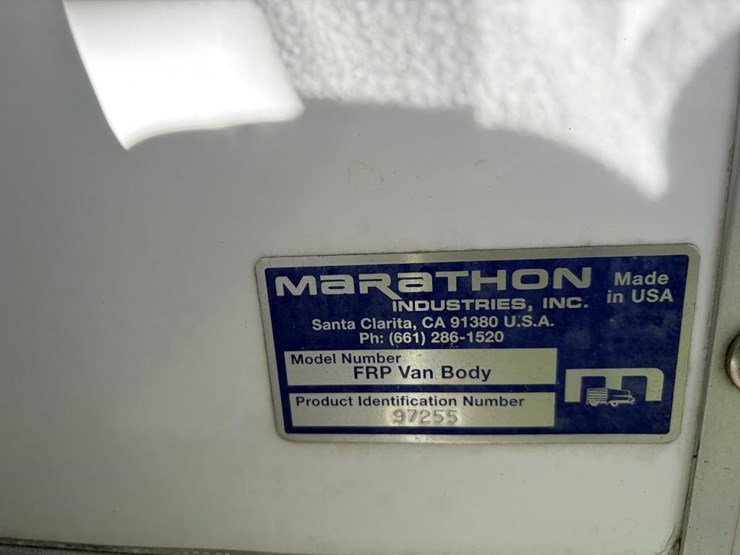 MARATHON
INDUSTRIES, INC.
Made
in USA
Santa Clarita, CA 91380 U.S.A.
Ph: (661) 286-1520
Model Number
FRP Van Body
Product Identification Number
97255